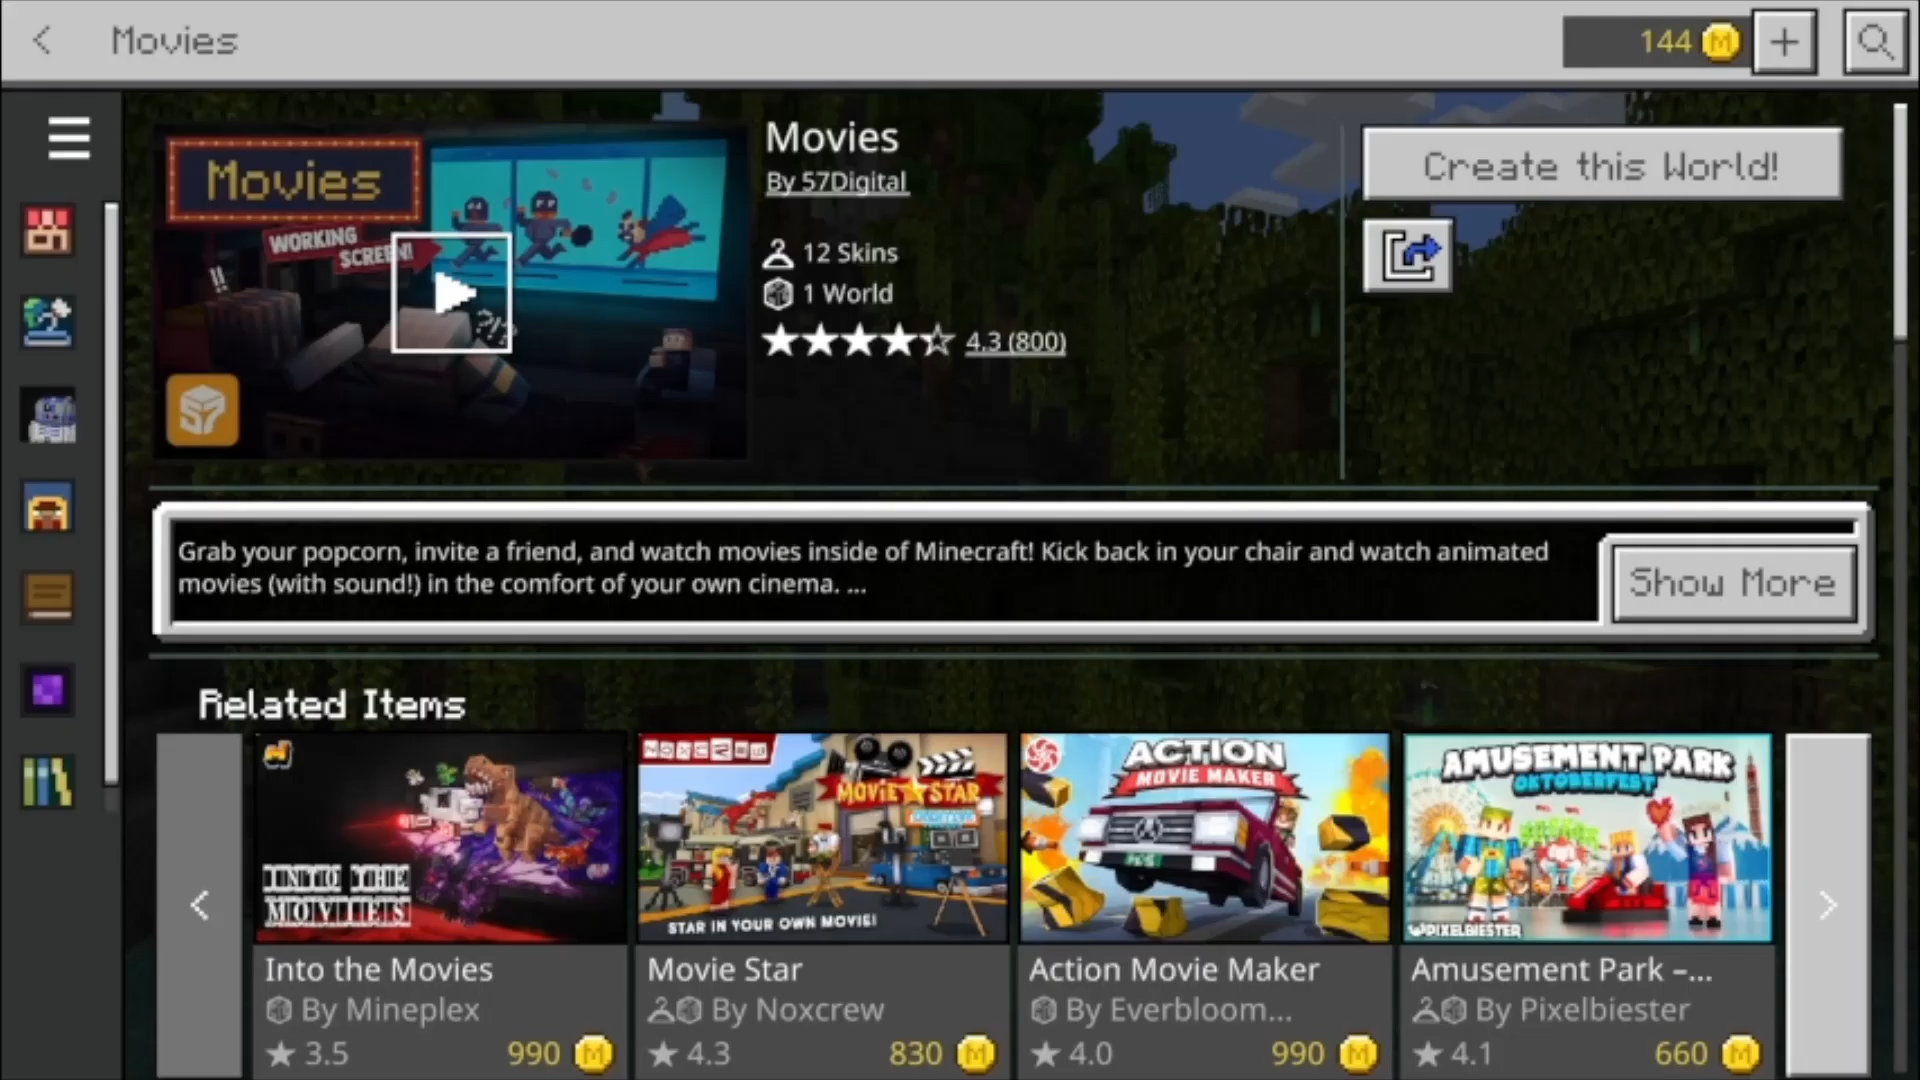 Movies
144
Movies
WORKING
SCREEN!
!!
?!?
57
Movies
By 57Digital
12 Skins
1 World
4.3 (800)
Create this World!
Grab your popcorn, invite a friend, and watch movies inside of Minecraft! Kick back in your chair and watch animated
movies (with sound!) in the comfort of your own cinema. ...
Show More
Related Items
INTO THE
MOVIES
NOXCREW
MOVIE STAR
STAR IN YOUR OWN MOVIE!
ACTION
MOVIE MAKER
AMUSEMENT PARK
OKTOBERFEST
PIXELBIESTER
Into the Movies
By Mineplex
3.5
990
Movie Star
By Noxcrew
4.3
830
Action Movie Maker
By Everbloom...
4.0
990
Amusement Park –...
By Pixelbiester
4.1
660